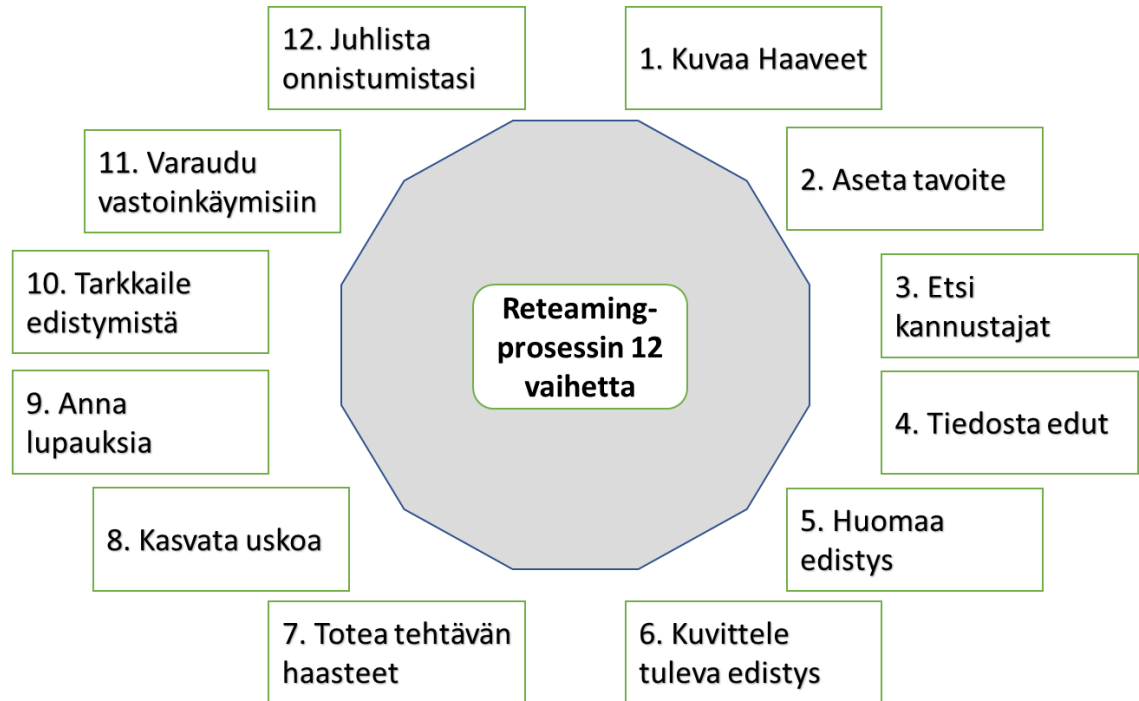 Reteaming-
prosessin 12
vaihetta
1. Kuvaa Haaveet
2. Aseta tavoite
3. Etsi
kannustajat
4. Tiedosta edut
5. Huomaa
edistys
6. Kuvittele
tuleva edistys
7. Totea tehtävän
haasteet
8. Kasvata uskoa
9. Anna
lupauksia
10. Tarkkaile
edistymistä
11. Varaudu
vastoinkäymisiin
12. Juhlista
onnistumistasi